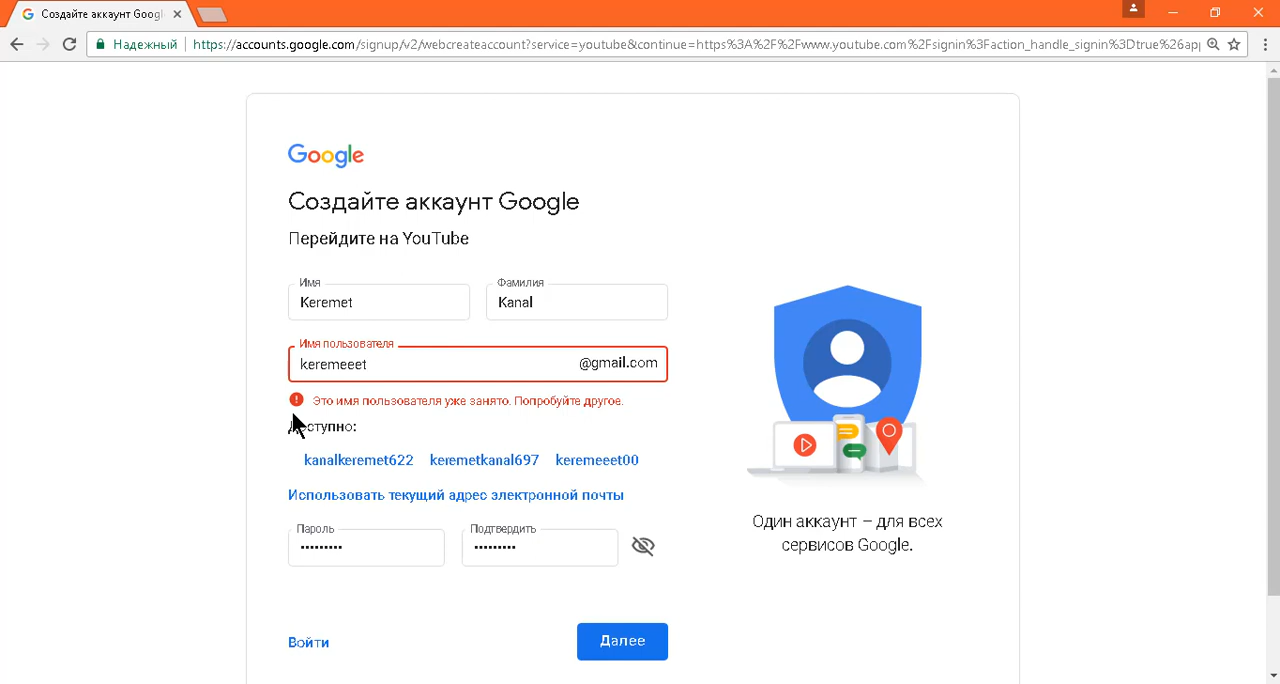 Создайте аккаунт Googl
Надежный https://accounts.google.com/signup/v2/webcreateaccount?service=youtube&continue=https%3A%2F%2Fwww.youtube.com%2Fsignin%3Faction_handle_signin%3Dtrue%26app
Google
Создайте аккаунт Google
Перейдите на YouTube
Имя Фамилия
Keremet Kanal
Имя пользователя
keremeeet @gmail.com
Это имя пользователя уже занято. Попробуйте другое.
Доступно:
kanalkeremet622 keremetkanal697 keremeeet00
Использовать текущий адрес электронной почты
Пароль Подтвердить
••••••••• •••••••••
Один аккаунт – для всех
сервисов Google.
Войти Далее